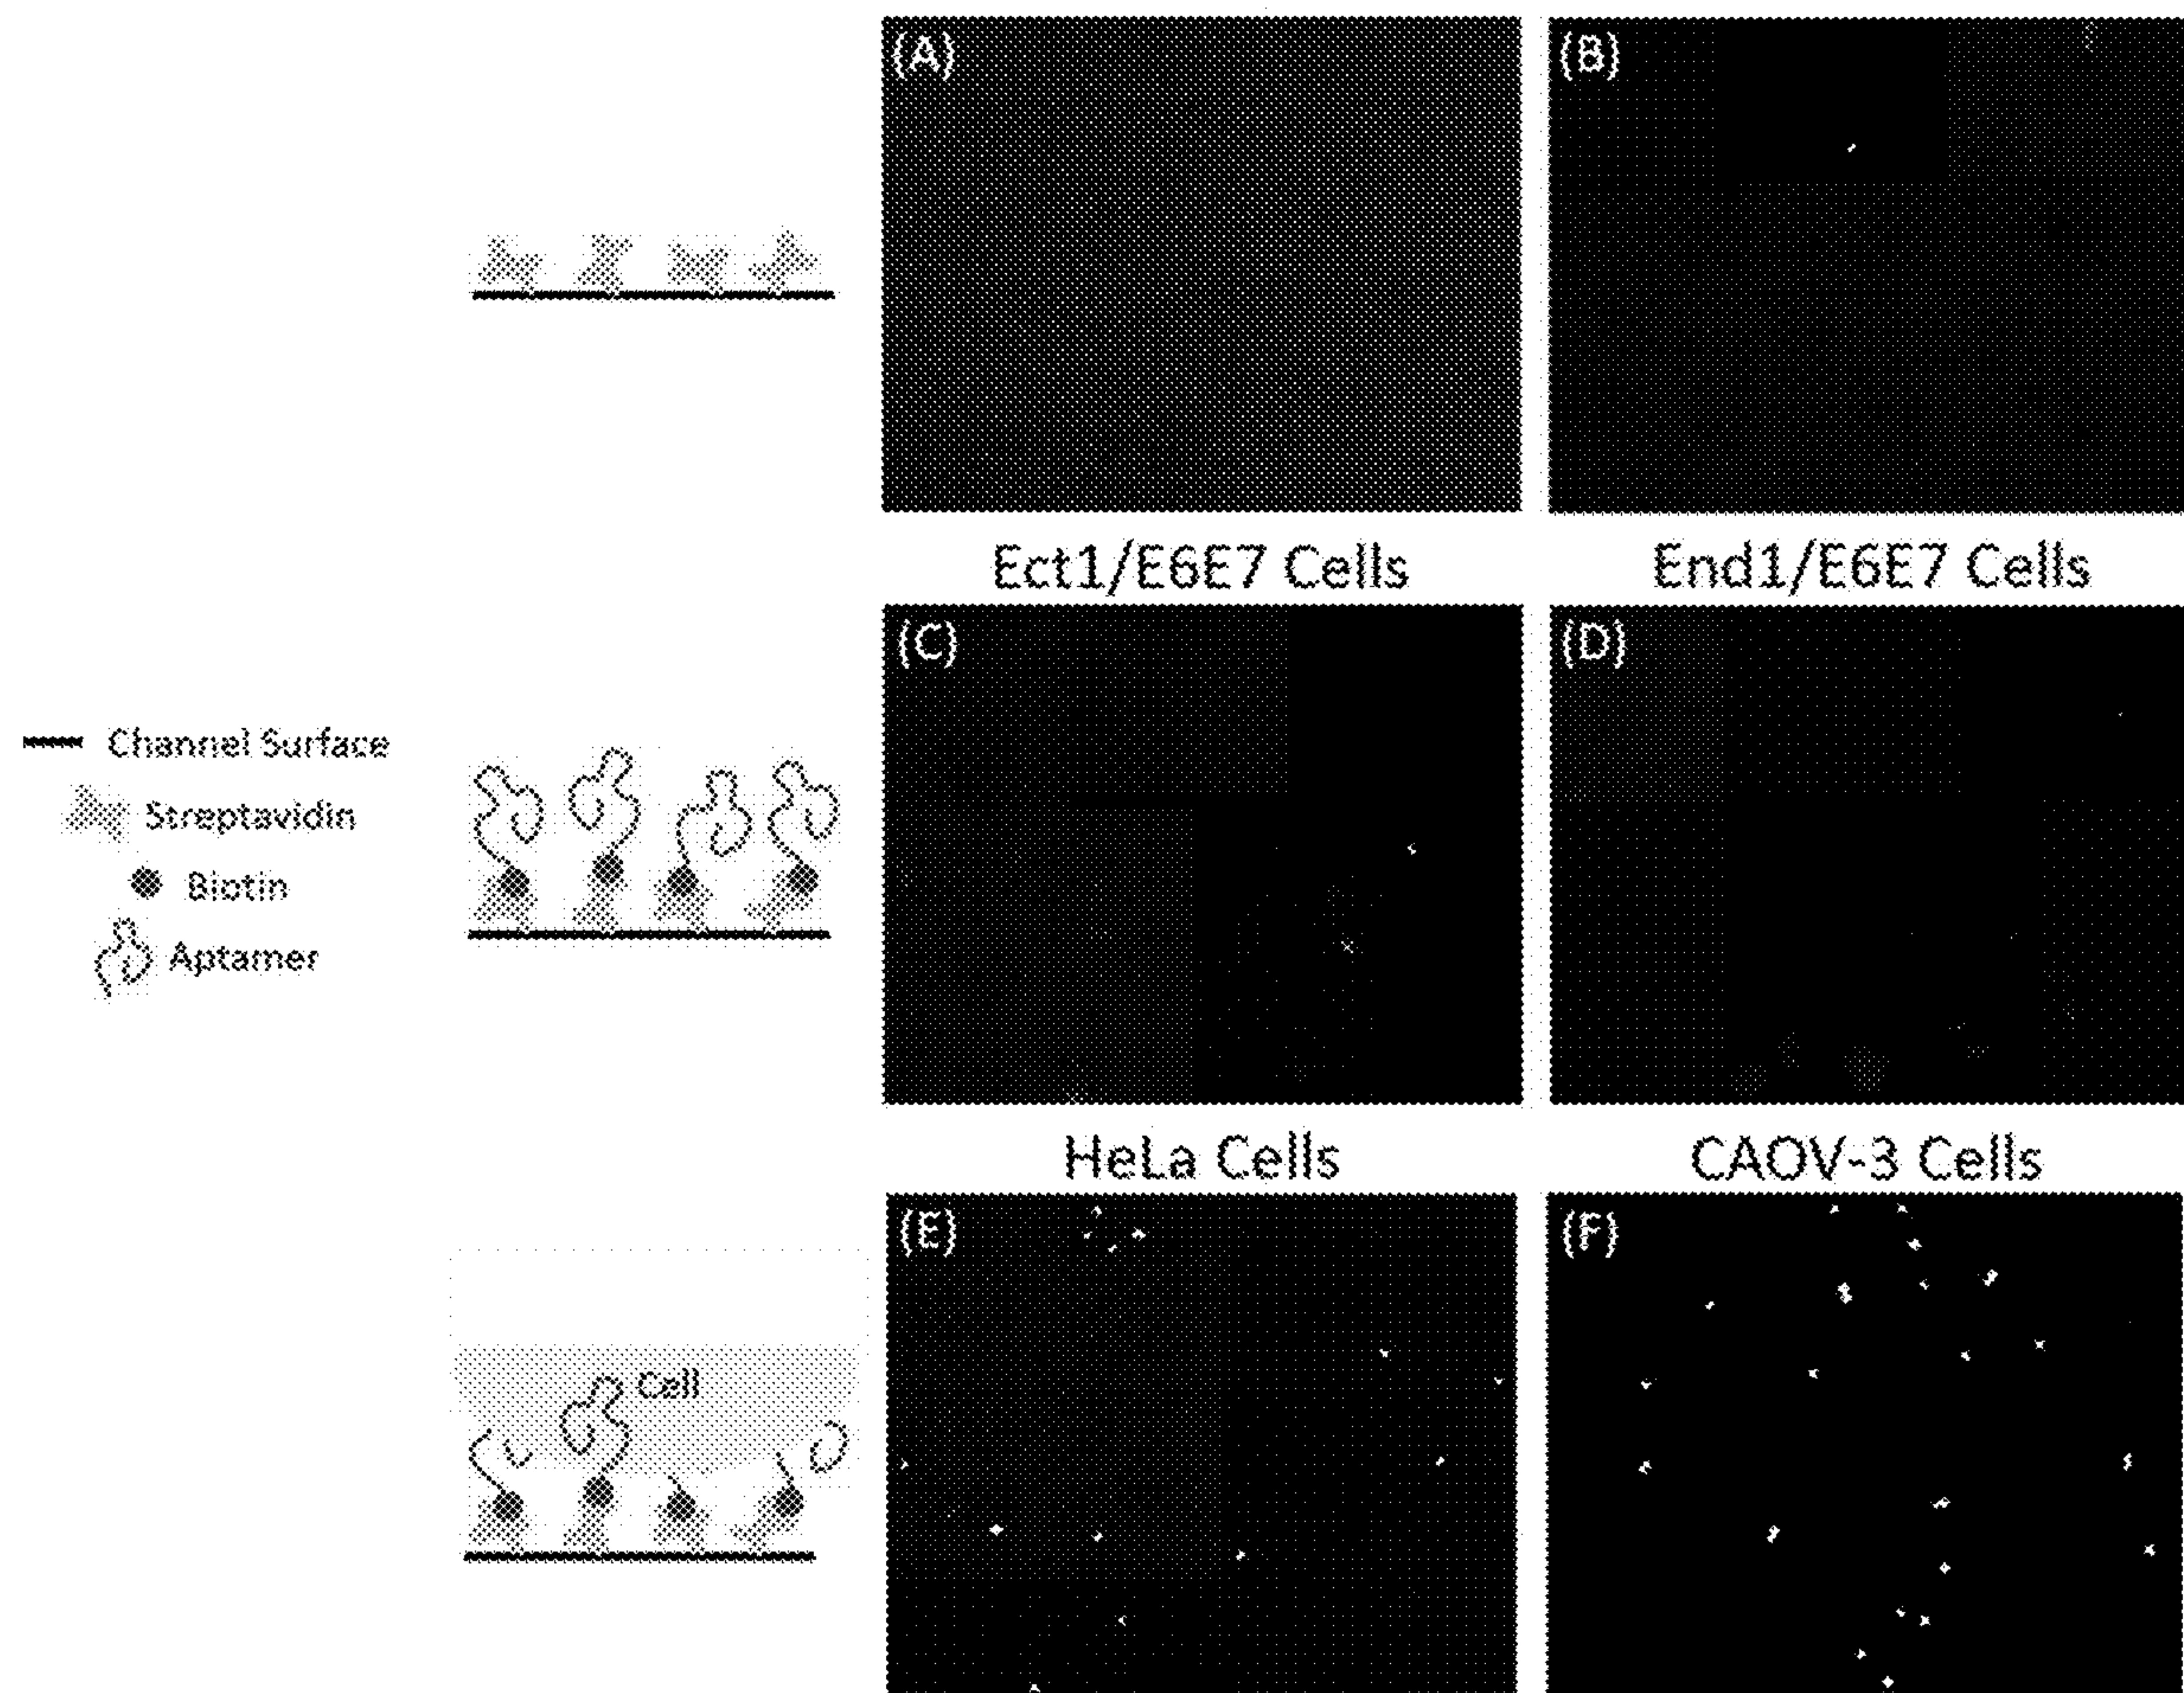 (A)
(B)
Ect1/E6E7 Cells
End1/E6E7 Cells
(C)
(D)
Channel Surface
Streptavidin
Biotin
Aptamer
HeLa Cells
CAOV-3 Cells
(E)
(F)
Cell